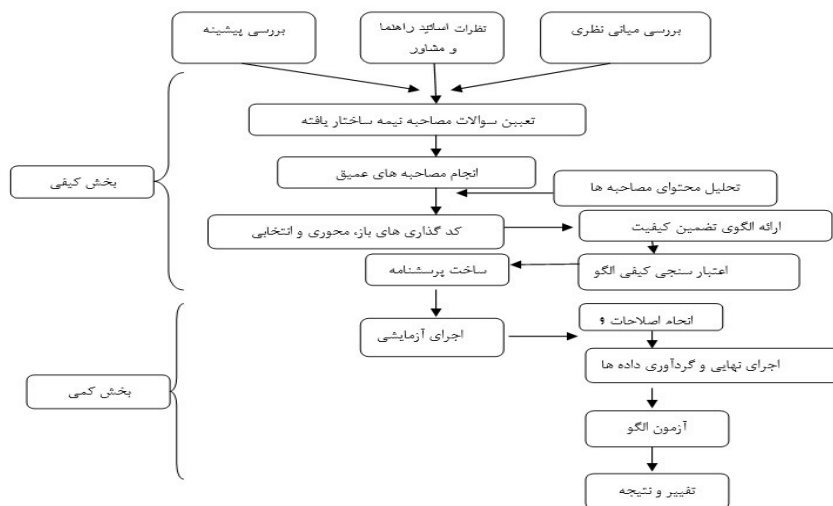 بررسی میانی نظری
نظرات اساتید راهنما
و مشاور
بررسی پیشینه
تعیین سوالات مصاحبه نیمه ساختار یافته
انجام مصاحبه های عمیق
تحلیل محتوای مصاحبه ها
بخش کیفی
کد گذاری های باز، محوری و انتخابی
ارائه الگوی تضمین کیفیت
اعتبار سنجی کیفی الگو
ساخت پرسشنامه
انجام اصلاحات و
اجرای آزمایشی
اجرای نهایی و گردآوری داده ها
بخش کمی
آزمون الگو
تفییر و نتیجه